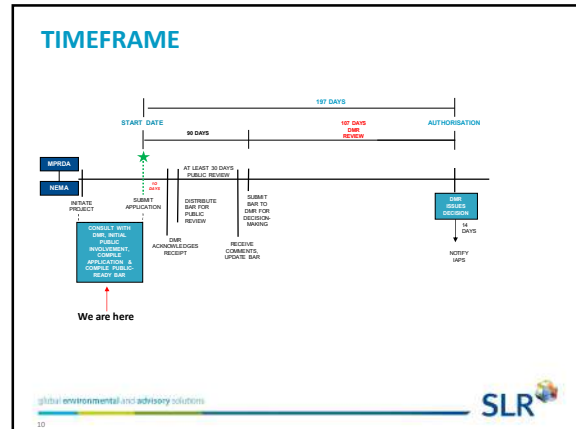 TIMEFRAME
197 DAYS
START DATE
AUTHORISATION
90 DAYS
107 DAYS
DMR
REVIEW
MPRDA
NEMA
DAYS
AT LEAST 30 DAYS
PUBLIC REVIEW
INITIATE
PROJECT
SUBMIT
APPLICATION
DISTRIBUTE
BAR FOR
PUBLIC
REVIEW
SUBMIT
BAR TO
DMR FOR
DECISION-
MAKING
DMR
ISSUES
DECISION
14
DAYS
CONSULT WITH
DMR, INITIAL
PUBLIC
INVOLVEMENT,
COMPILE
APPLICATION &
COMPILE PUBLIC-
READY BAR
DMR
ACKNOWLEDGES
RECEIPT
RECEIVE
COMMENTS,
UPDATE BAR
NOTIFY
IAPS
We are here
global environmental and advisory solutions
SLR
10